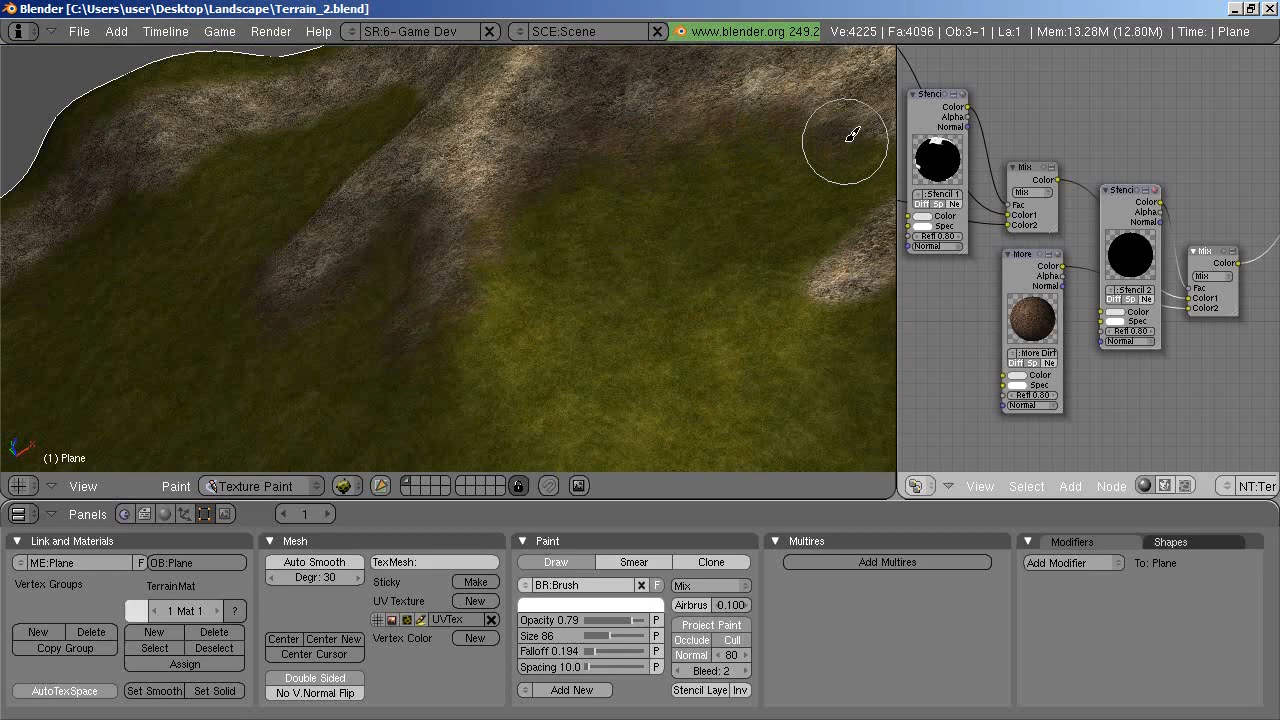 Blender [C:\Users\user\Desktop\Landscape\Terrain_2.blend]
File Add Timeline Game Render Help SR:6-Game Dev SCE:Scene www.blender.org 249.2 Ve:4225 | Fa:4096 | Ob:3-1 | La:1 | Mem:13.28M (12.80M) | Time: | Plane
Stenci
Color
Alpha
Normal
:Stencil 1
Diff Sp Ne
Color
Spec
Refl 0.80
Normal
Mix
Color
Mix
Fac
Color1
Color2
More
Color
Alpha
Normal
:More Dirt
Diff Sp Ne
Color
Spec
Refl 0.80
Normal
Stenci
Color
Alpha
Normal
:Stencil 2
Diff Sp Ne
Color
Spec
Refl 0.80
Normal
Mix
Color
Mix
Fac
Color1
Color2
(1) Plane
View Paint Texture Paint
View Select Add Node NT:Ter
Panels 1
Link and Materials
ME:Plane F OB:Plane
Vertex Groups TerrainMat
1 Mat 1 ?
New Delete New Delete
Copy Group Select Deselect
Assign
AutoTexSpace Set Smooth Set Solid
Mesh
Auto Smooth TexMesh:
Degr: 30 Sticky Make
UV Texture New
UVTex
Center Center New Vertex Color New
Center Cursor
Double Sided
No V.Normal Flip
Paint
Draw Smear Clone
BR:Brush F Mix
Airbrus 0.100
Opacity 0.79 P Project Paint
Size 86 P Occlude Cull
Falloff 0.194 P Normal 80
Spacing 10.0 P Bleed: 2
Add New Stencil Laye Inv
Multires
Add Multires
Modifiers Shapes
Add Modifier To: Plane